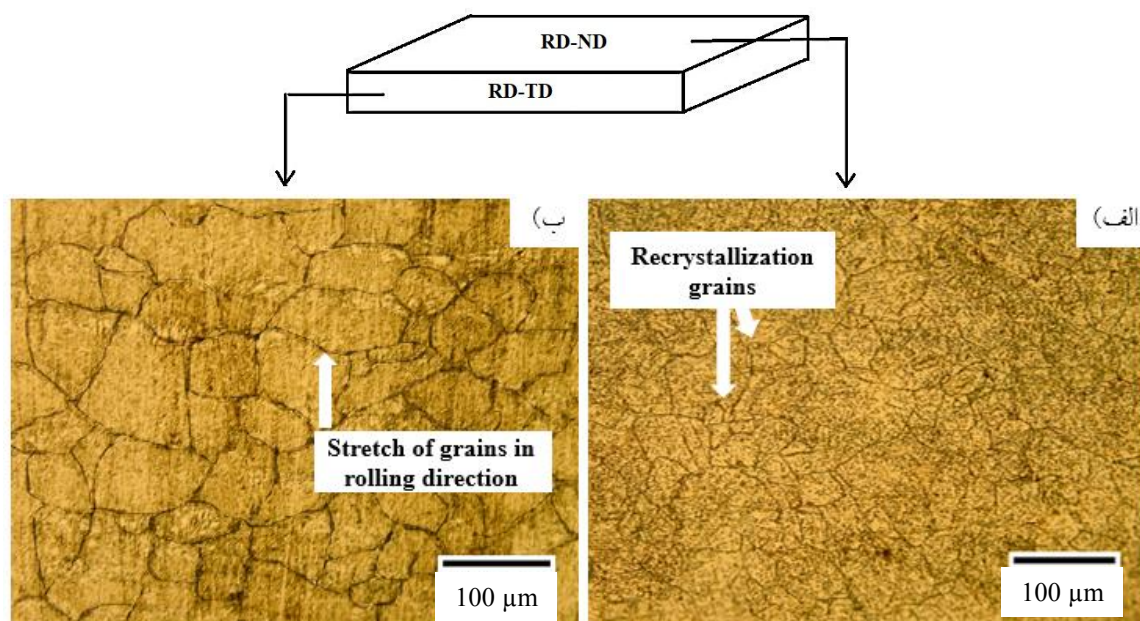 RD-ND
RD-TD
ب)
الف)
Recrystallization
grains
Stretch of grains in
rolling direction
100 µm
100 µm